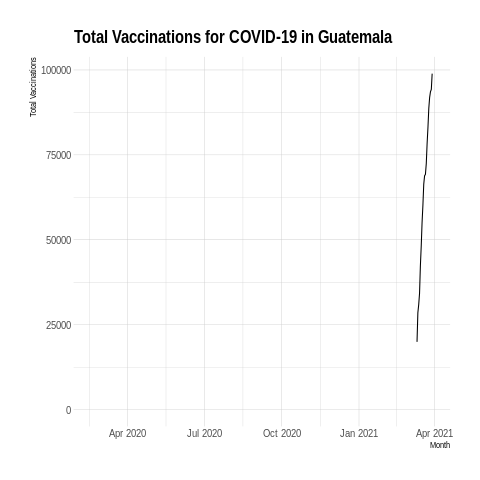 Total Vaccinations for COVID-19 in Guatemala
Total Vaccinations
100000
75000
50000
25000
0
Apr 2020 Jul 2020 Oct 2020 Jan 2021 Apr 2021
Month